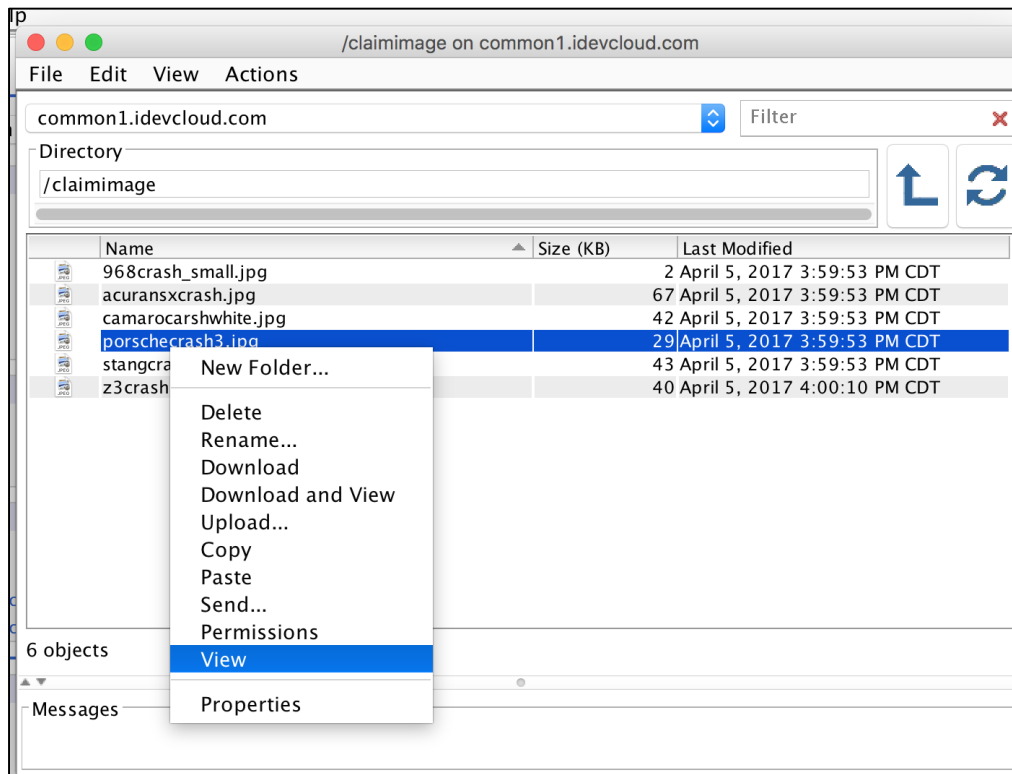 lp
/claimimage on common1.idevcloud.com
File Edit View Actions
common1.idevcloud.com Filter
Directory
/claimimage
Name Size (KB) Last Modified
968crash_small.jpg 2 April 5, 2017 3:59:53 PM CDT
acuransxcrash.jpg 67 April 5, 2017 3:59:53 PM CDT
camarocarshwhite.jpg 42 April 5, 2017 3:59:53 PM CDT
porschecrash3.jpg 29 April 5, 2017 3:59:53 PM CDT
stangcra 43 April 5, 2017 3:59:53 PM CDT
z3crash 40 April 5, 2017 4:00:10 PM CDT
New Folder...
Delete
Rename...
Download
Download and View
Upload...
Copy
Paste
Send...
Permissions
6 objects
View
Properties
Messages